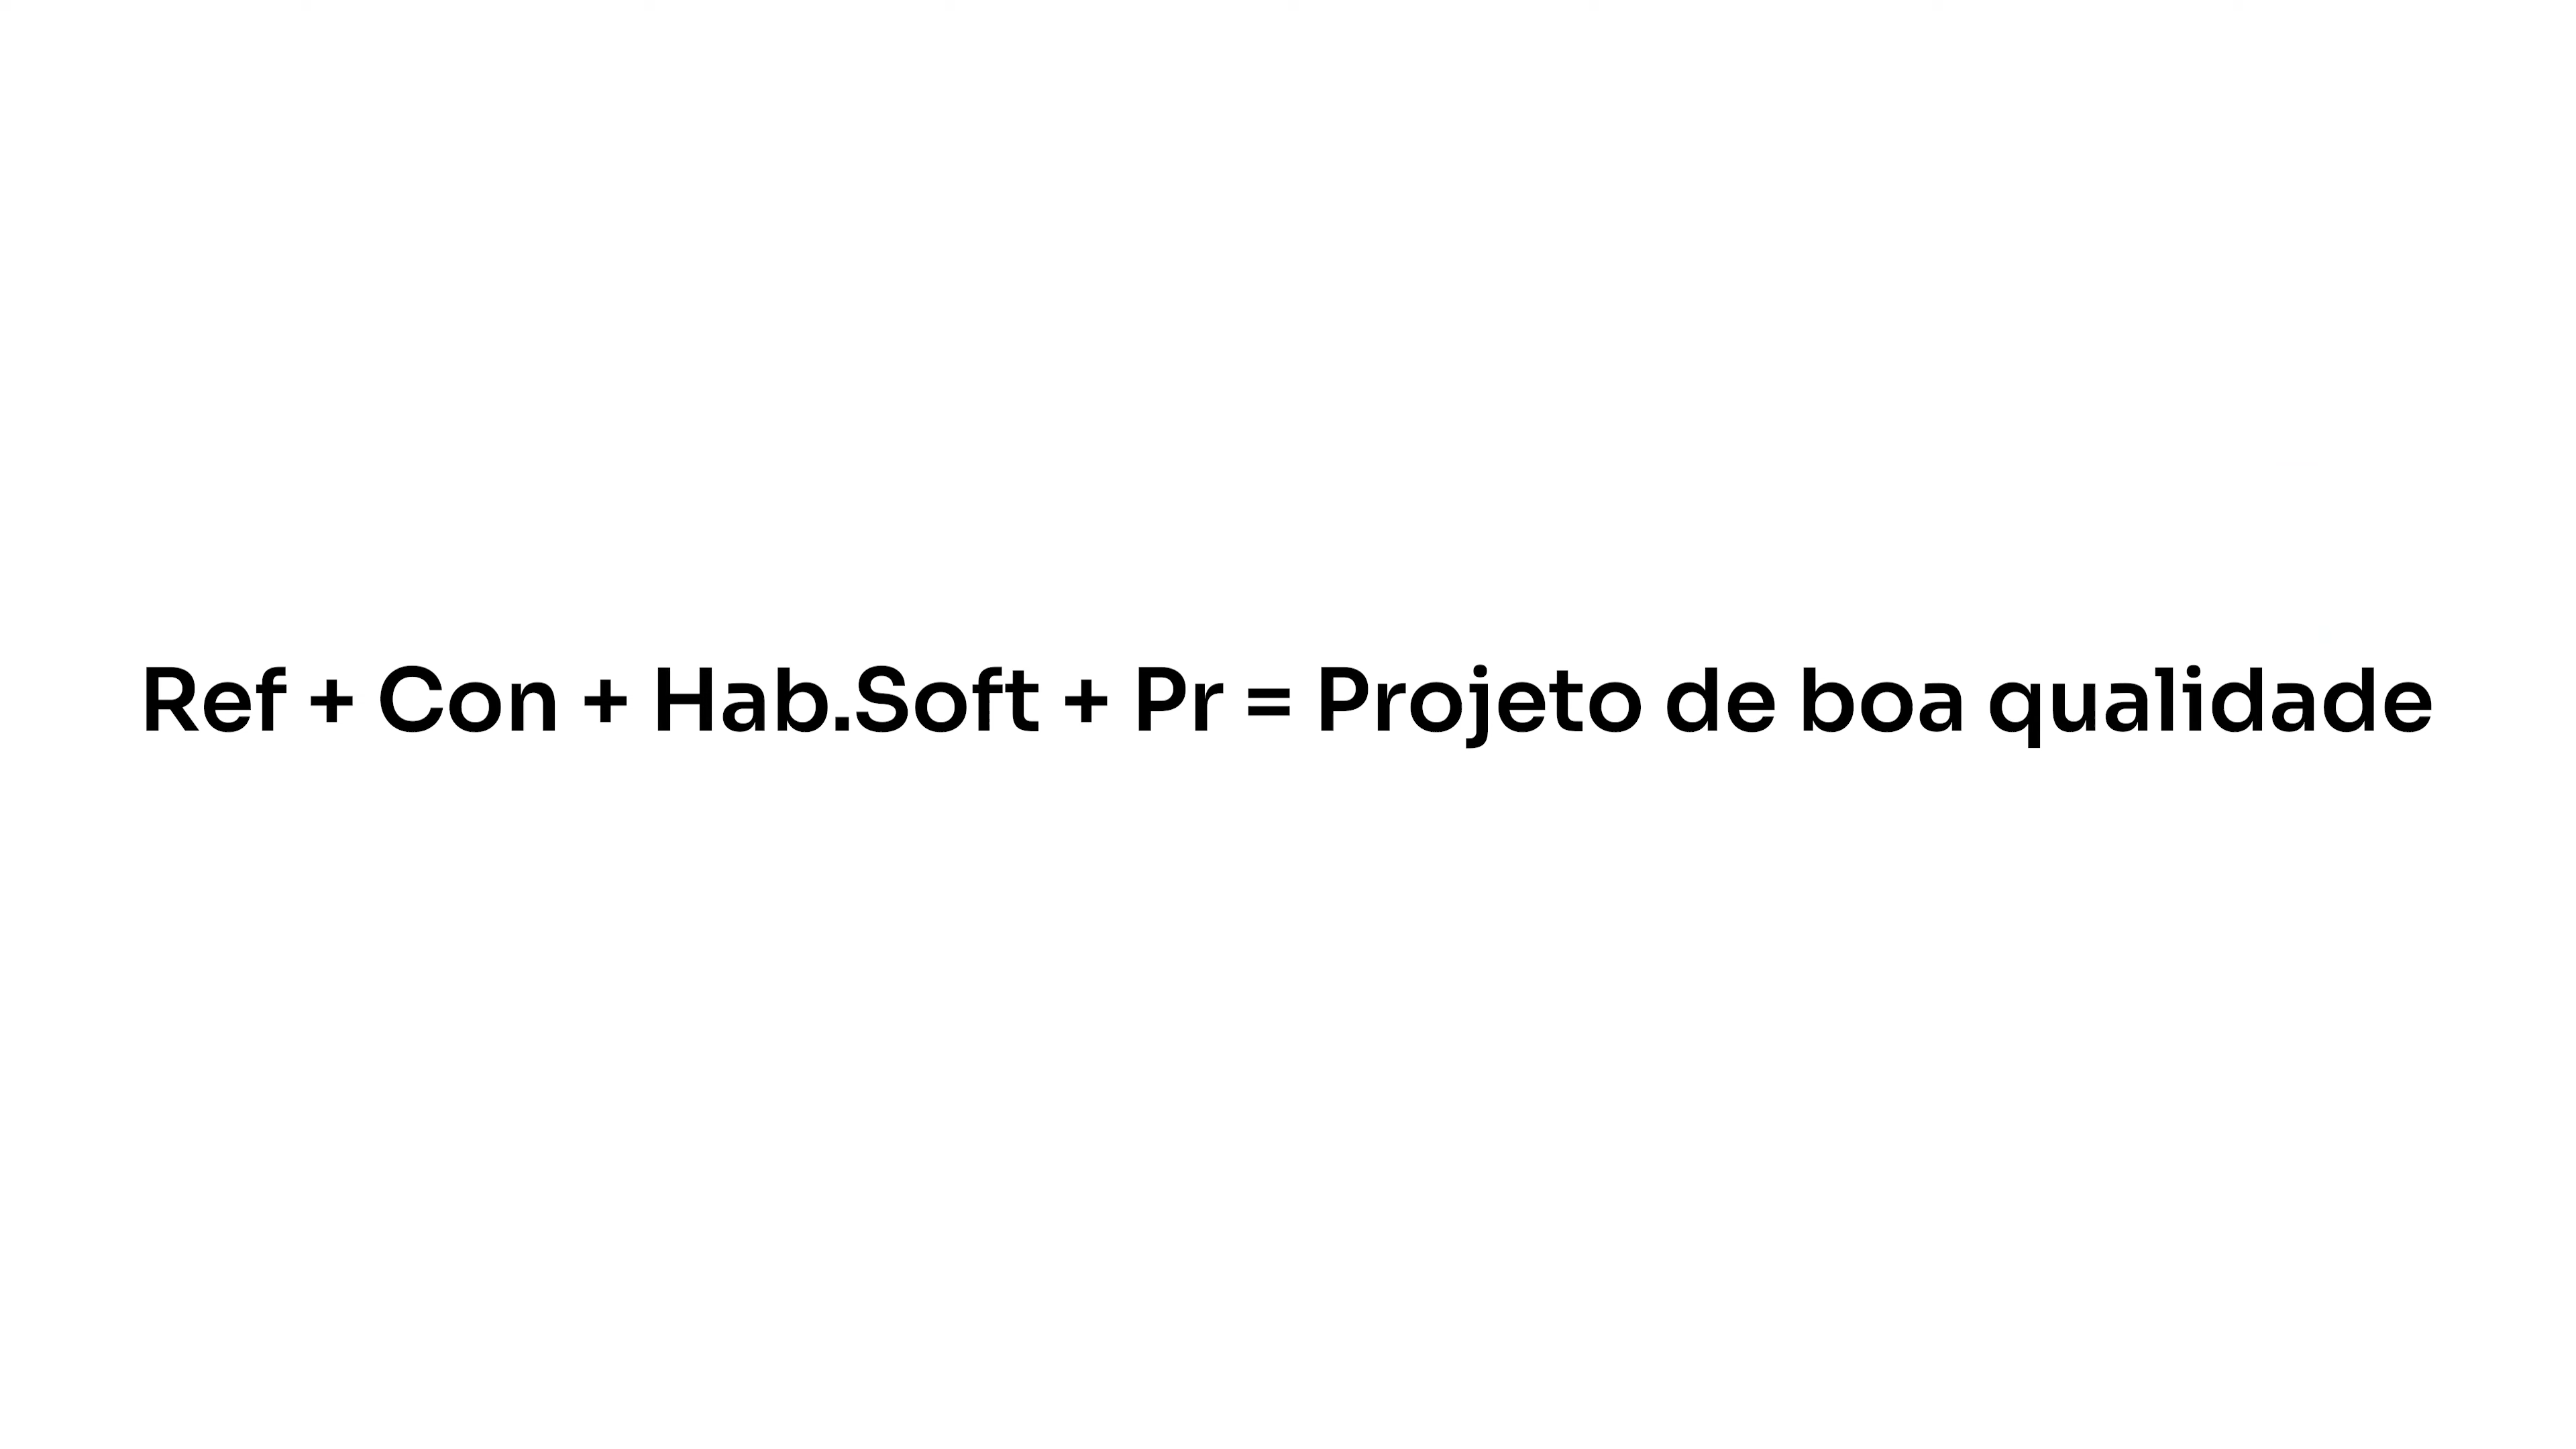 Ref + Con + Hab.Soft + Pr = Projeto de boa qualidade